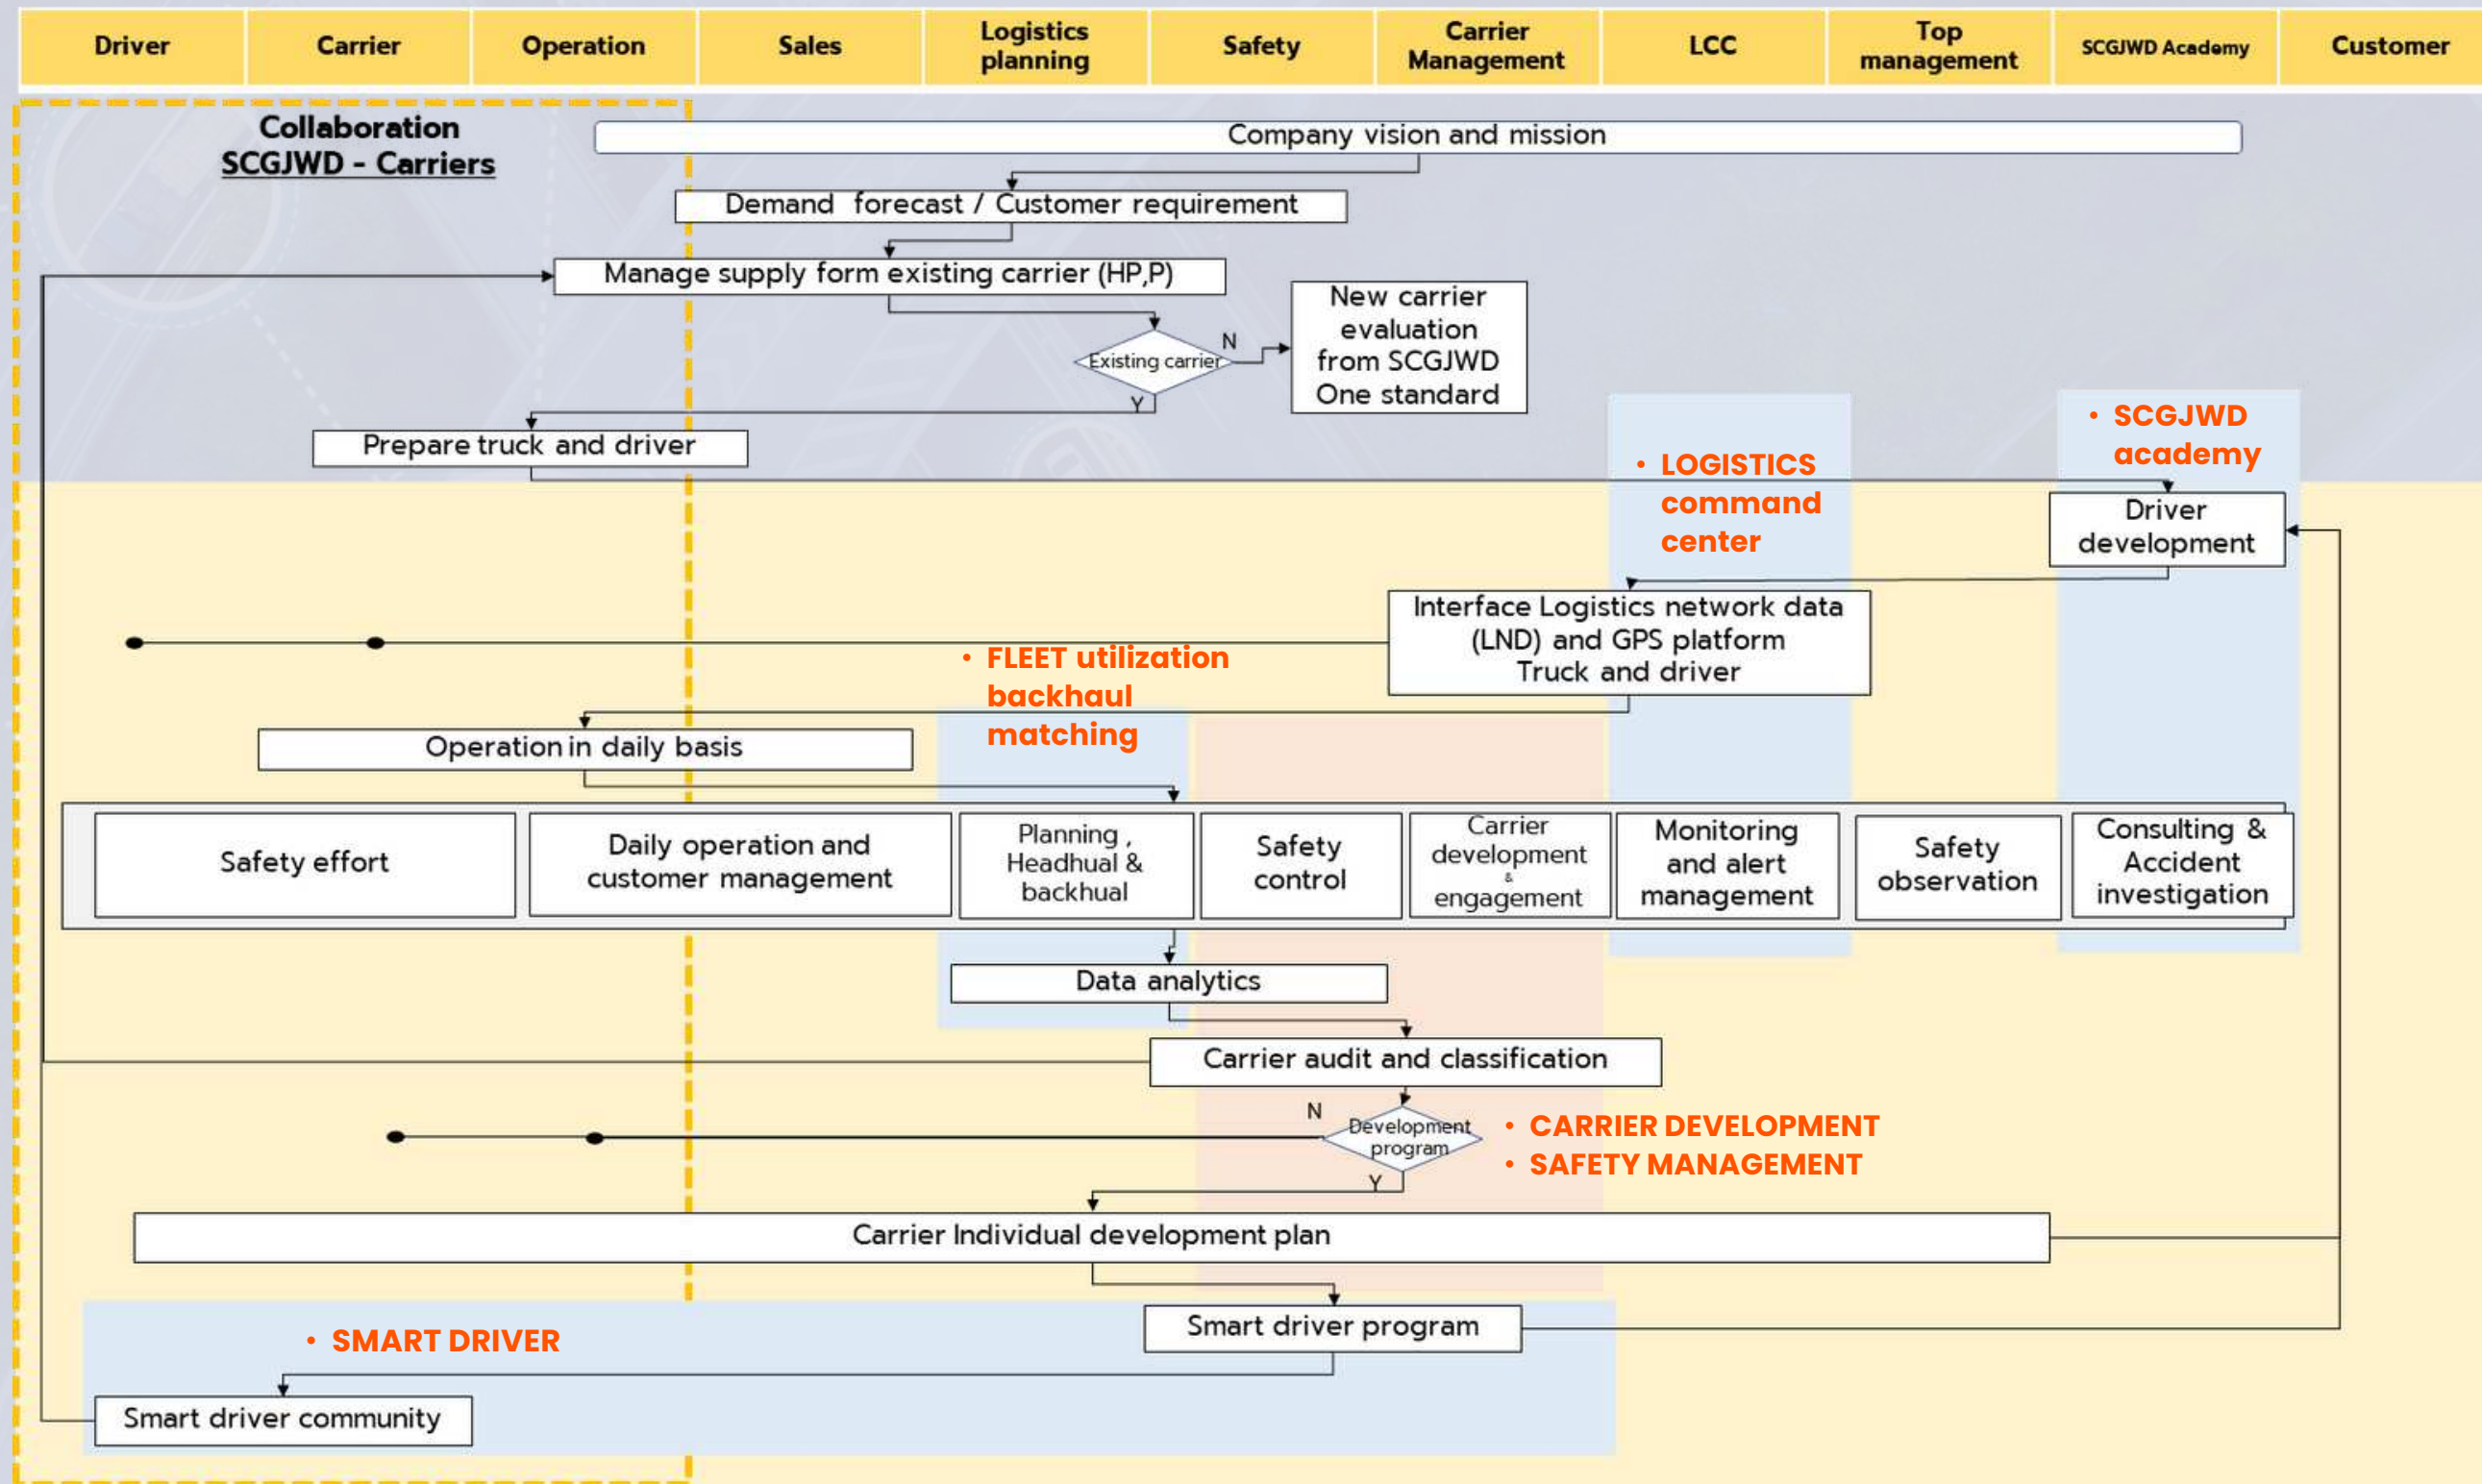 Driver
Carrier
Operation
Sales
Logistics
planning
Safety
Carrier
Management
LCC
Top
management
SCGJWD Academy
Customer
Collaboration
SCGJWD - Carriers
Company vision and mission
Demand forecast / Customer requirement
Manage supply form existing carrier (HP,P)
New carrier
evaluation
from SCGJWD
One standard
N
Existing carrier
Y
Prepare truck and driver
• SCGJWD
academy
• LOGISTICS
command
center
Driver
development
Interface Logistics network data
(LND) and GPS platform
Truck and driver
• FLEET utilization
backhaul
matching
Operation in daily basis
Safety effort
Daily operation and
customer management
Planning ,
Headhual &
backhual
Safety
control
Carrier
development
&
engagement
Monitoring
and alert
management
Safety
observation
Consulting &
Accident
investigation
Data analytics
Carrier audit and classification
N
Development
program
• CARRIER DEVELOPMENT
• SAFETY MANAGEMENT
Y
Carrier Individual development plan
Smart driver program
• SMART DRIVER
Smart driver community